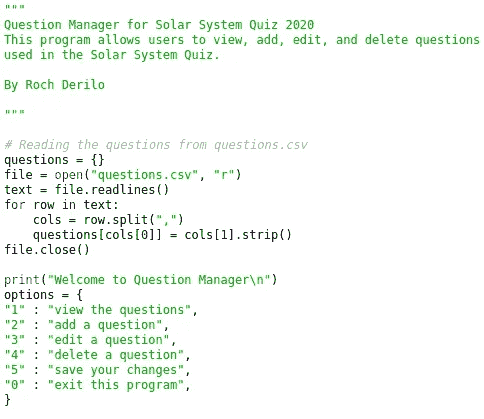 """
Question Manager for Solar System Quiz 2020
This program allows users to view, add, edit, and delete questions
used in the Solar System Quiz.

By Roch Derilo

"""

# Reading the questions from questions.csv
questions = {}
file = open("questions.csv", "r")
text = file.readlines()
for row in text:
    cols = row.split(",")
    questions[cols[0]] = cols[1].strip()
file.close()

print("Welcome to Question Manager\n")
options = {
"1" : "view the questions",
"2" : "add a question",
"3" : "edit a question",
"4" : "delete a question",
"5" : "save your changes",
"0" : "exit this program",
}